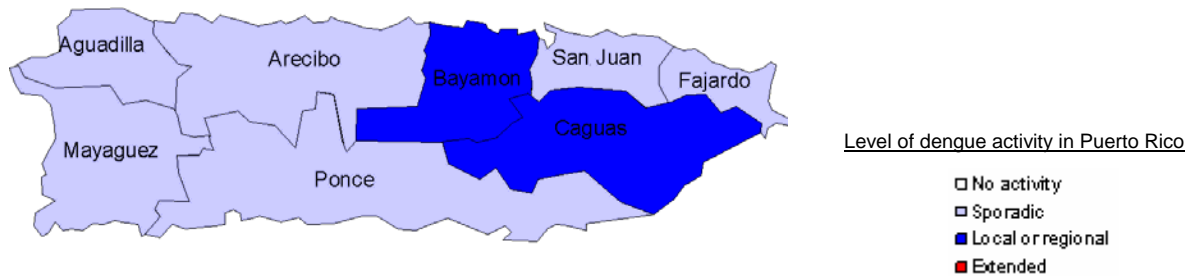 Aguadilla
Arecibo
San Juan
Bayamon
Fajardo
Caguas
Mayaguez
Ponce
Level of dengue activity in Puerto Rico
No activity
Sporadic
Local or regional
Extended